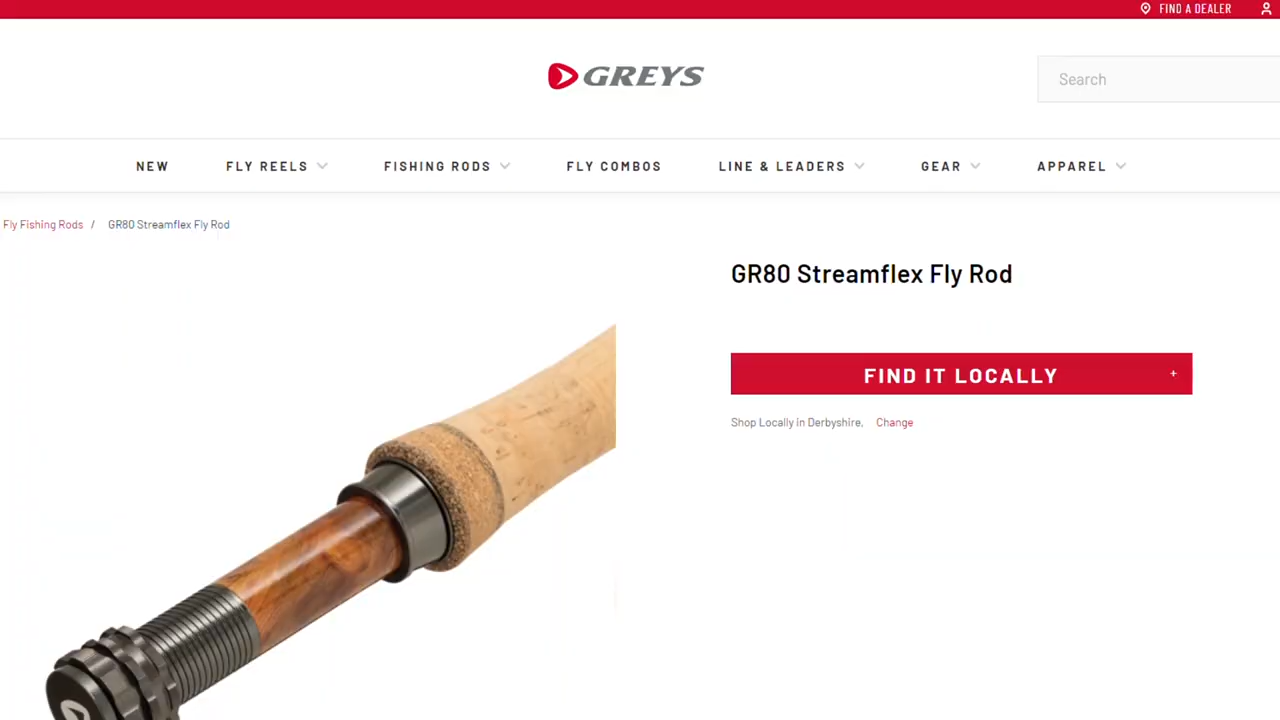 FIND A DEALER
GREYS
Search
NEW FLY REELS FISHING RODS FLY COMBOS LINE & LEADERS GEAR APPAREL
Fly Fishing Rods / GR80 Streamflex Fly Rod
GR80 Streamflex Fly Rod
FIND IT LOCALLY +
Shop Locally in Derbyshire, Change